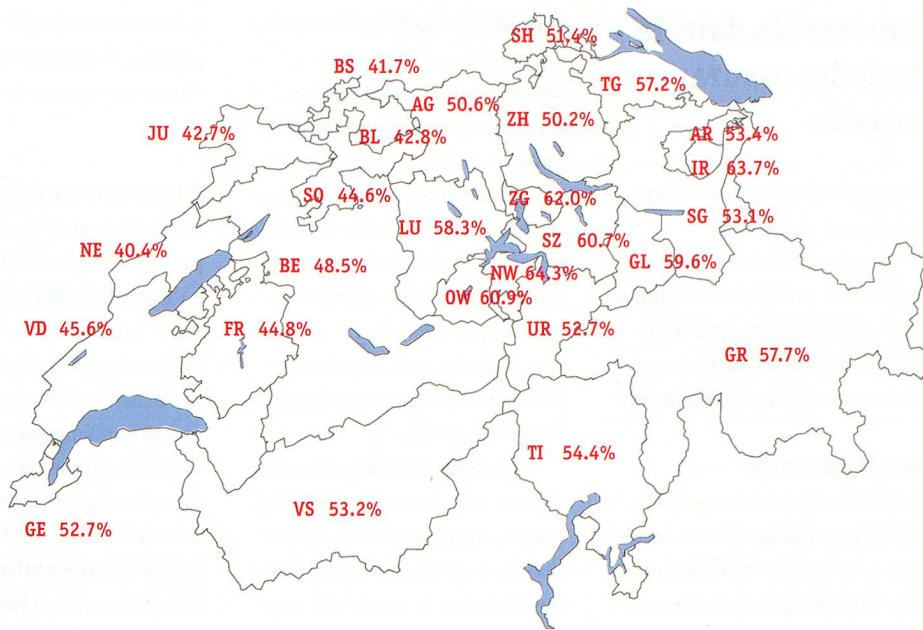 SH 51.4%
BS 41.7%
TG 57.2%
AG 50.6%
ZH 50.2%
JU 42.7%
BL 42.8%
AR 53.4%
IR 63.7%
SO 44.6%
ZG 62.0%
SG 53.1%
LU 58.3%
SZ 60.7%
NE 40.4%
BE 48.5%
NW 64.3%
GL 59.6%
OW 60.9%
VD 45.6%
FR 44.8%
UR 52.7%
GR 57.7%
TI 54.4%
VS 53.2%
GE 52.7%